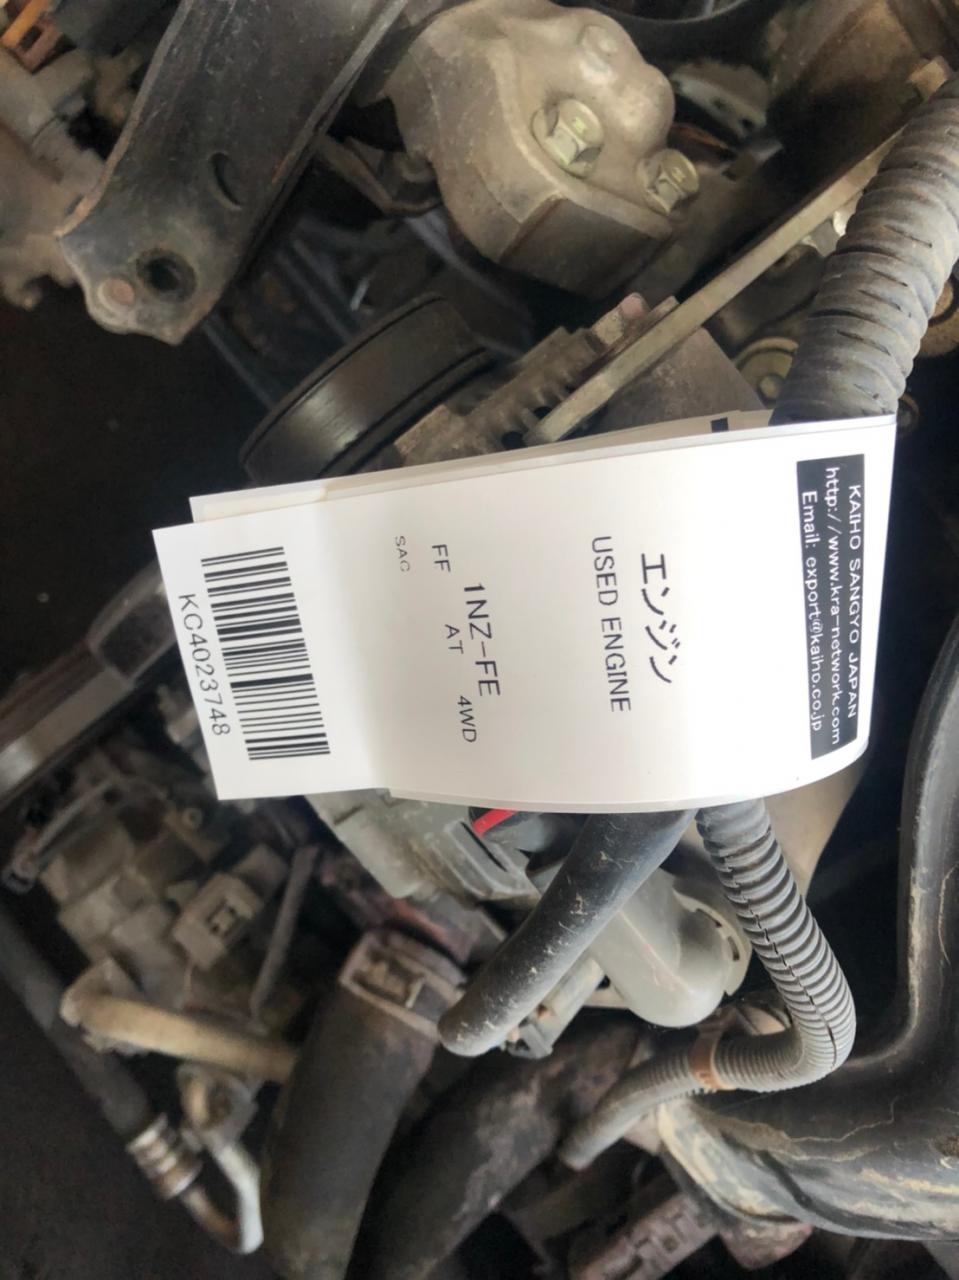 KAIHO SANGYO JAPAN
http://www.kra-network.com
Email: export@kaiho.co.jp
エンジン
USED ENGINE
1NZ-FE
FF AT 4WD
SAC
KC4023748